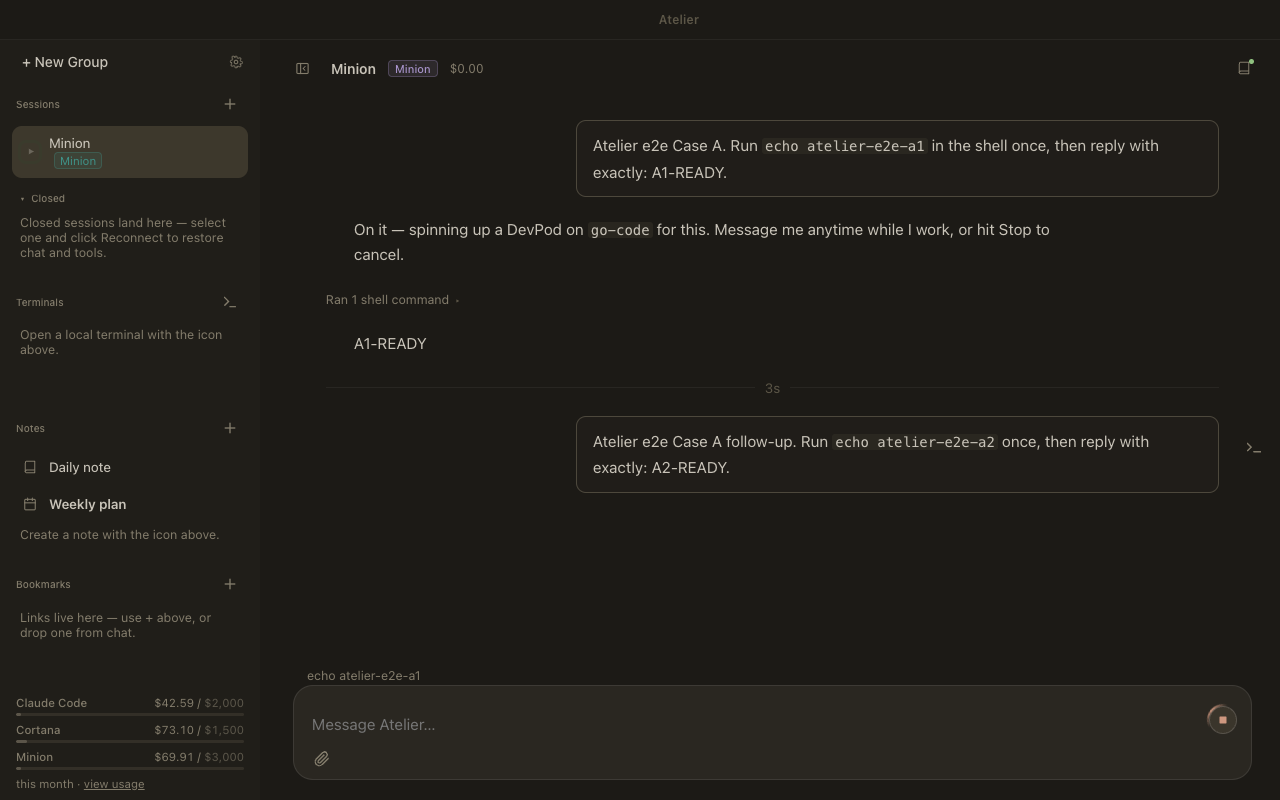 Atelier
+ New Group
Sessions
Minion
Minion
Closed
Closed sessions land here — select
one and click Reconnect to restore
chat and tools.
Terminals
Open a local terminal with the icon
above.
Notes
Daily note
Weekly plan
Create a note with the icon above.
Bookmarks
Links live here — use + above, or
drop one from chat.
Claude Code $42.59 / $2,000
Cortana $73.10 / $1,500
Minion $69.91 / $3,000
this month · view usage
Minion Minion $0.00
Atelier e2e Case A. Run echo atelier-e2e-a1 in the shell once, then reply with
exactly: A1-READY.
On it — spinning up a DevPod on go-code for this. Message me anytime while I work, or hit Stop to
cancel.
Ran 1 shell command
A1-READY
3s
Atelier e2e Case A follow-up. Run echo atelier-e2e-a2 once, then reply with
exactly: A2-READY.
echo atelier-e2e-a1
Message Atelier...